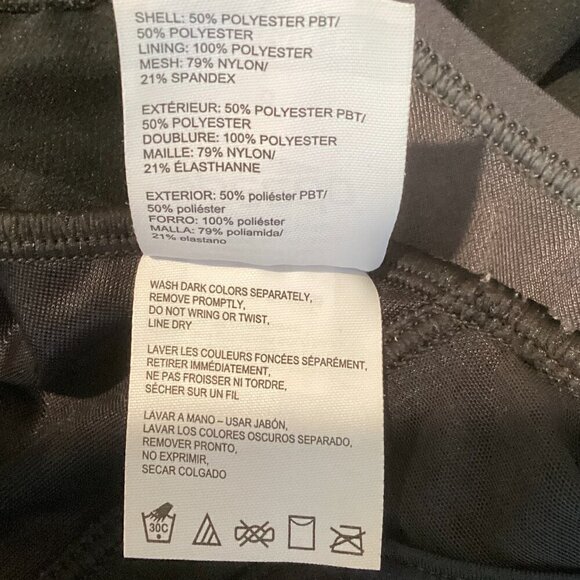 SHELL: 50% POLYESTER PBT/
50% POLYESTER
LINING: 100% POLYESTER
MESH: 79% NYLON/
21% SPANDEX
EXTÉRIEUR: 50% POLYESTER PBT/
50% POLYESTER
DOUBLURE: 100% POLYESTER
MAILLE: 79% NYLON/
21% ÉLASTHANNE
EXTERIOR: 50% poliéster PBT/
50% poliéster
FORRO: 100% poliéster
MALLA: 79% poliamida/
21% elastano
WASH DARK COLORS SEPARATELY,
REMOVE PROMPTLY,
DO NOT WRING OR TWIST,
LINE DRY
LAVER LES COULEURS FONCÉES SÉPARÉMENT,
RETIRER IMMÉDIATEMENT,
NE PAS FROISSER NI TORDRE,
SÉCHER SUR UN FIL
LAVAR A MANO – USAR JABÓN,
LAVAR LOS COLORES OSCUROS SEPARADO,
REMOVER PRONTO,
NO EXPRIMIR,
SECAR COLGADO
30C